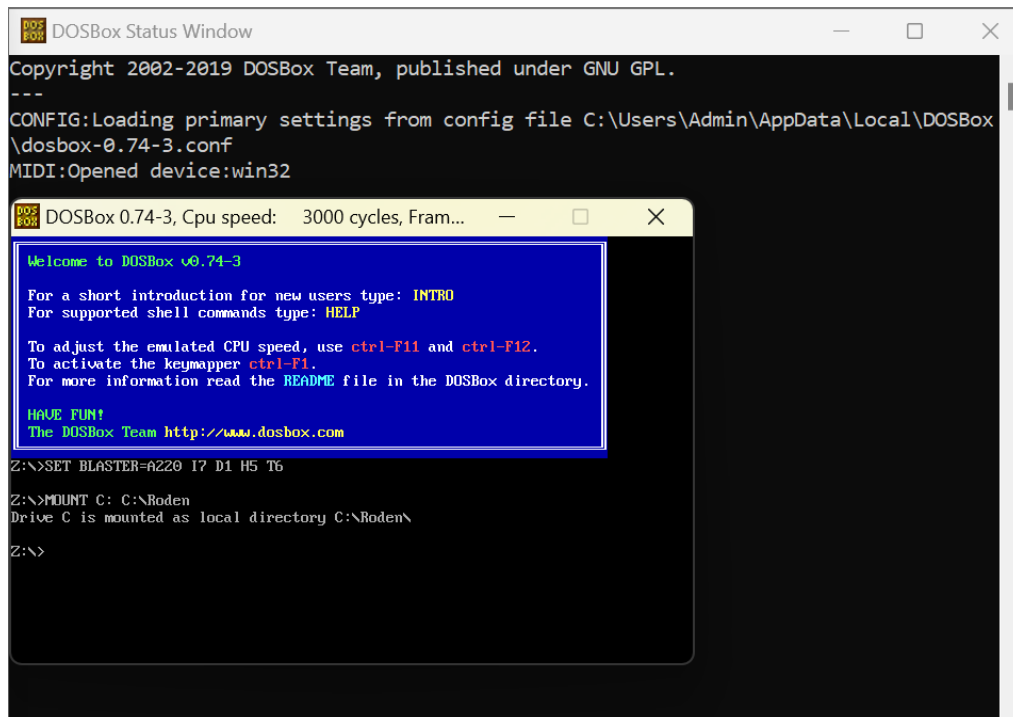 DOSBox Status Window
Copyright 2002-2019 DOSBox Team, published under GNU GPL.
---
CONFIG:Loading primary settings from config file C:\Users\Admin\AppData\Local\DOSBox
\dosbox-0.74-3.conf
MIDI:Opened device:win32
DOSBox 0.74-3, Cpu speed:    3000 cycles, Fram...
Welcome to DOSBox v0.74-3
For a short introduction for new users type: INTRO
For supported shell commands type: HELP
To adjust the emulated CPU speed, use ctrl-F11 and ctrl-F12.
To activate the keymapper ctrl-F1.
For more information read the README file in the DOSBox directory.
HAVE FUN!
The DOSBox Team http://www.dosbox.com
Z:\>SET BLASTER=A220 I7 D1 H5 T6
Z:\>MOUNT C: C:\Roden
Drive C is mounted as local directory C:\Roden\
Z:\>